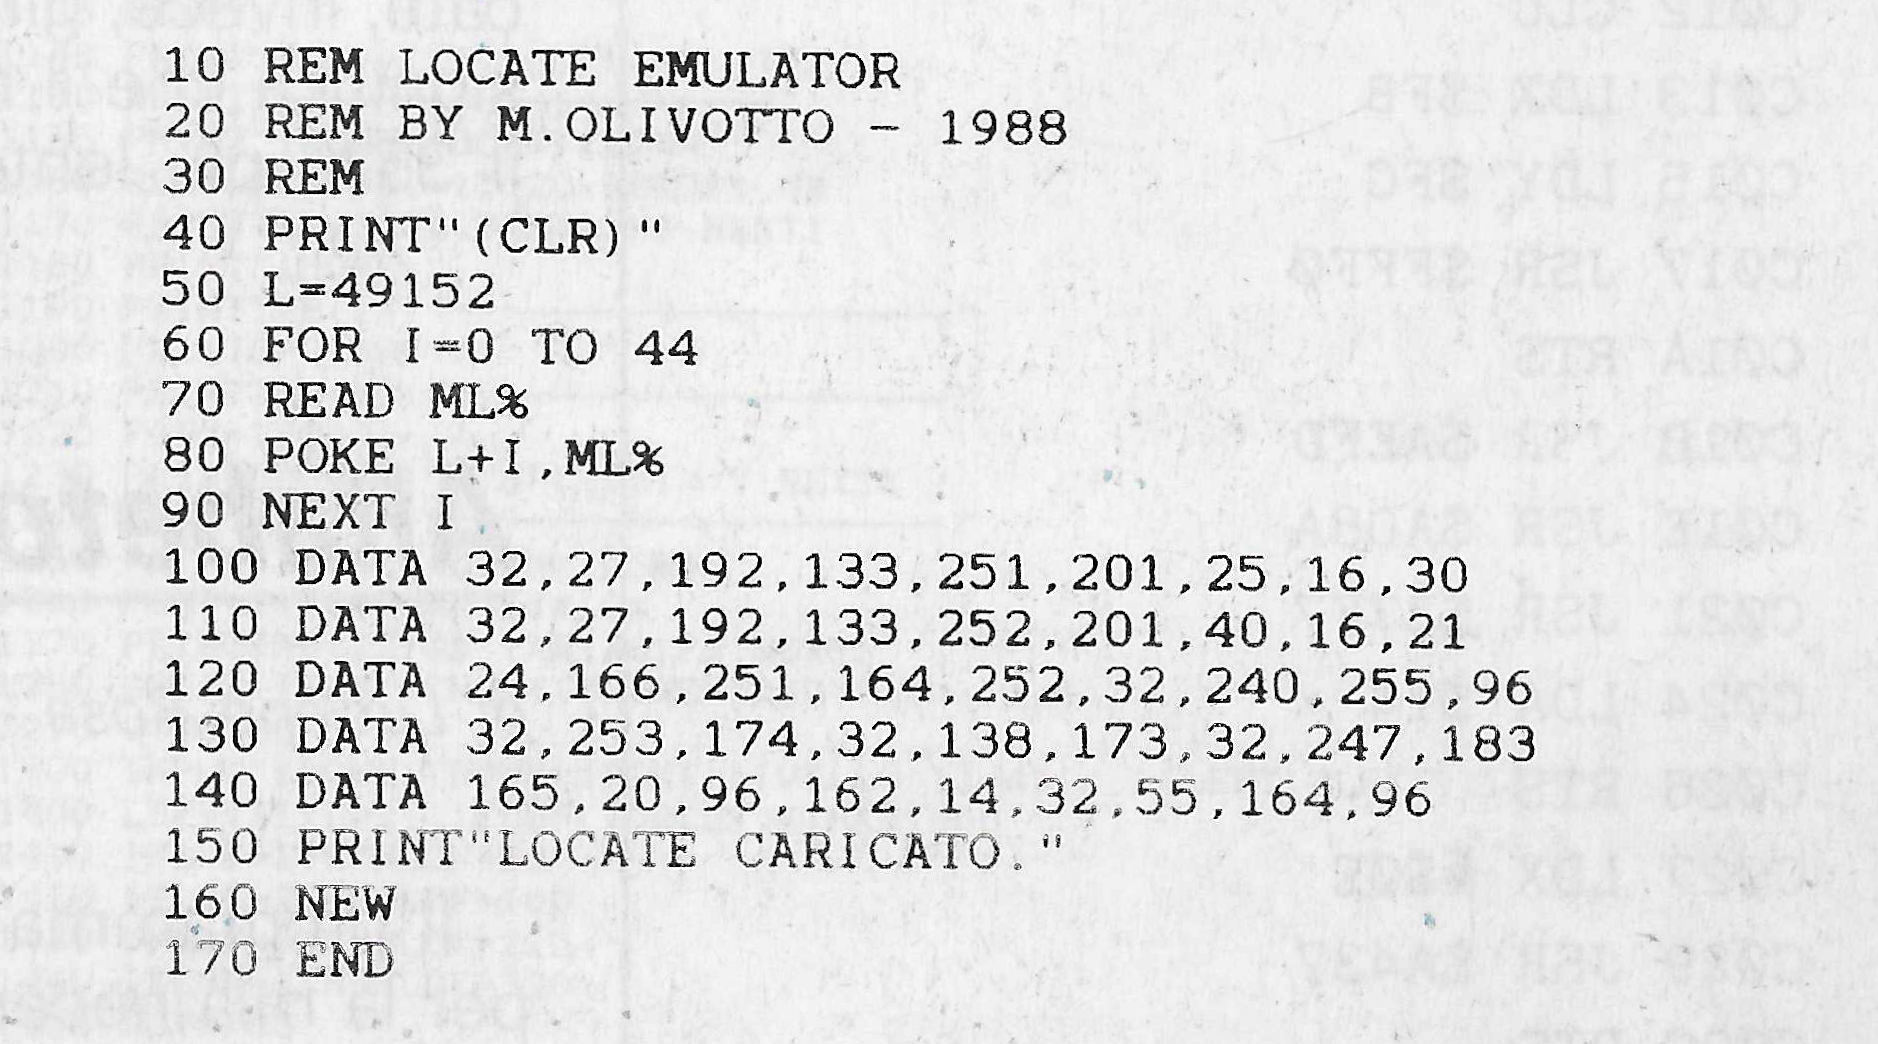 10 REM LOCATE EMULATOR
20 REM BY M.OLIVOTTO - 1988
30 REM
40 PRINT"(CLR)"
50 L=49152
60 FOR I=0 TO 44
70 READ ML%
80 POKE L+I,ML%
90 NEXT I
100 DATA 32,27,192,133,251,201,25,16,30
110 DATA 32,27,192,133,252,201,40,16,21
120 DATA 24,166,251,164,252,32,240,255,96
130 DATA 32,253,174,32,138,173,32,247,183
140 DATA 165,20,96,162,14,32,55,164,96
150 PRINT"LOCATE CARICATO."
160 NEW
170 END